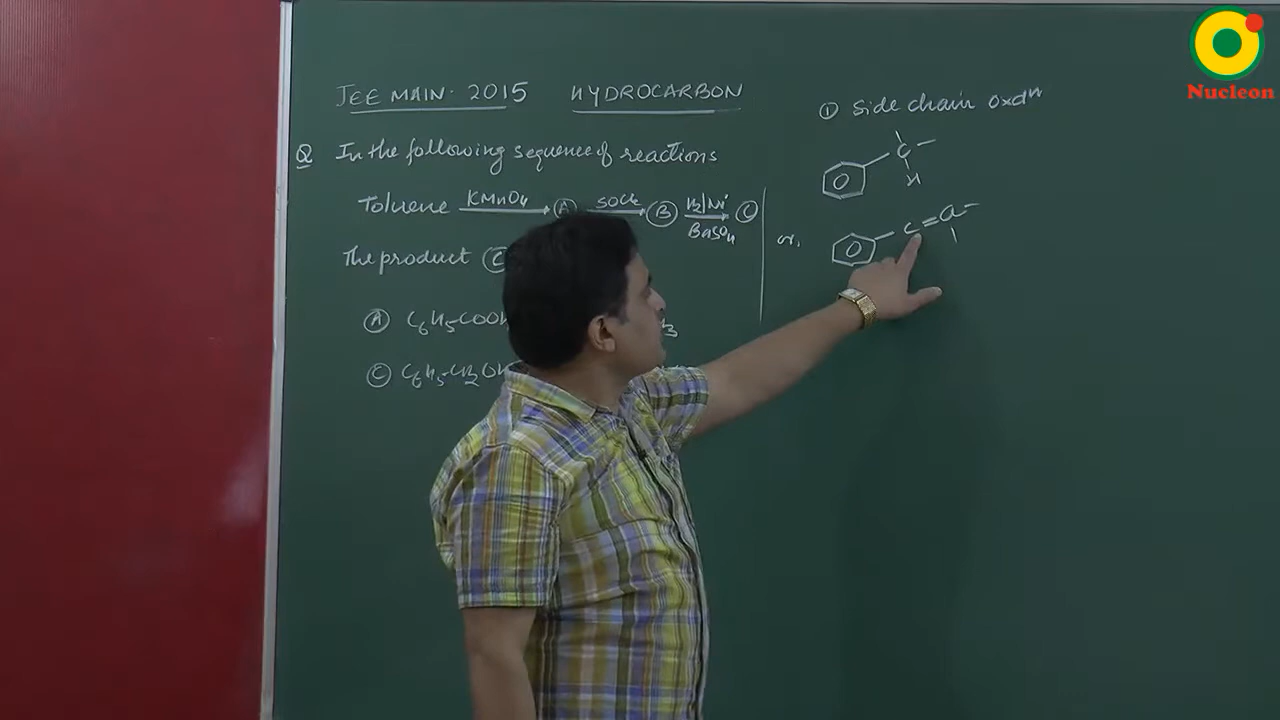 Nucleon
JEE MAIN · 2015 HYDROCARBON
Q In the following sequence of reactions
Toluene KMnO4 → A SOCl2 → B H2/Ni BaSO4 → C
The product C
A C6H5COOH
C C6H5-CH2OH
① Side chain oxdn
C
H
or,
C = C